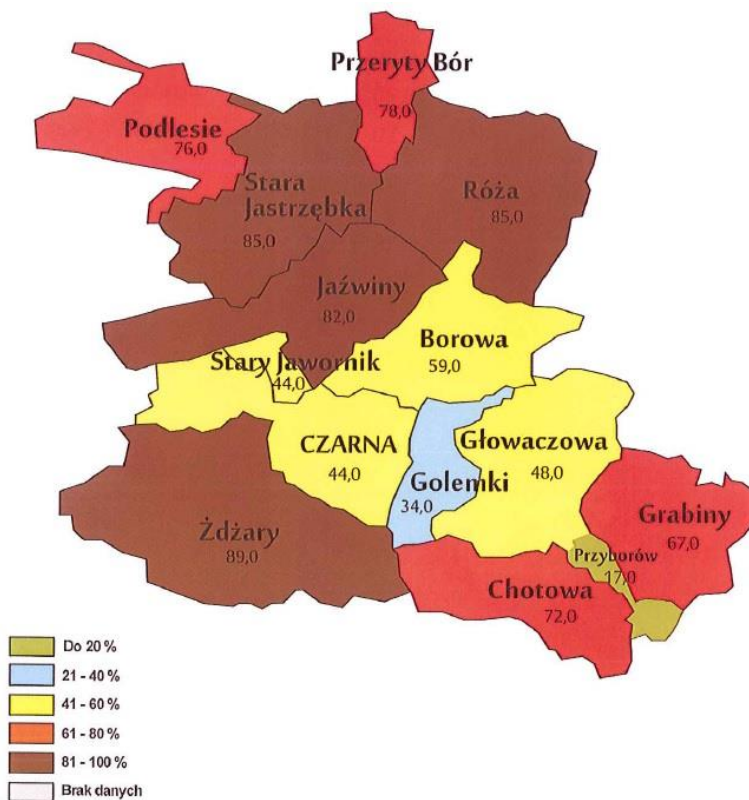 Przeryty Bór
78,0
Podlesie
76,0
Stara
Jastrzębka
85,0
Róża
85,0
Jaźwiny
82,0
Borowa
59,0
Stary Jawornik
44,0
CZARNA
44,0
Głowaczowa
48,0
Golemki
34,0
Grabiny
67,0
Żdżary
89,0
Przyborów
17,0
Chotowa
72,0
Do 20 %
21 - 40 %
41 - 60 %
61 - 80 %
81 - 100 %
Brak danych